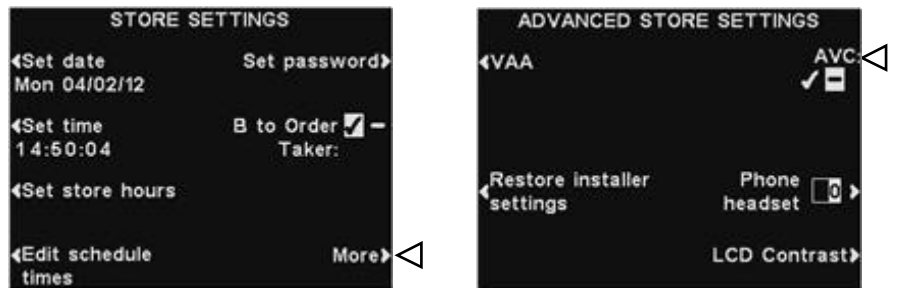 STORE SETTINGS
Set date
Mon 04/02/12
Set password
Set time
14:50:04
B to Order ✓ –
Taker:
Set store hours
Edit schedule
times
More
ADVANCED STORE SETTINGS
VAA
AVC:
✓ –
Restore installer
settings
Phone
headset 0
LCD Contrast